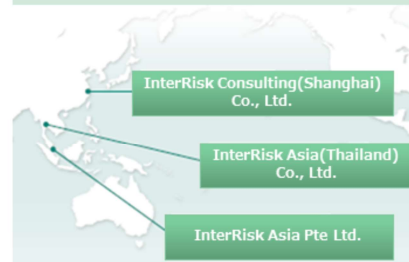 InterRisk Consulting(Shanghai)
Co., Ltd.
InterRisk Asia(Thailand)
Co., Ltd.
InterRisk Asia Pte Ltd.